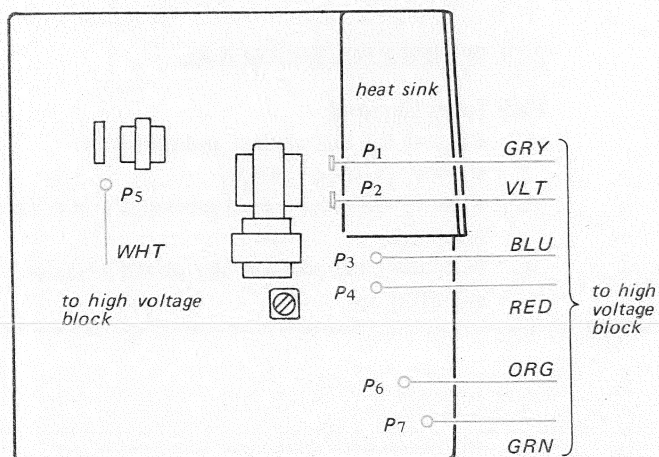 heat sink
P1 GRY
P2 VLT
P5
WHT
P3 BLU
P4
RED
to high voltage
block
to high
voltage
block
P6 ORG
P7
GRN